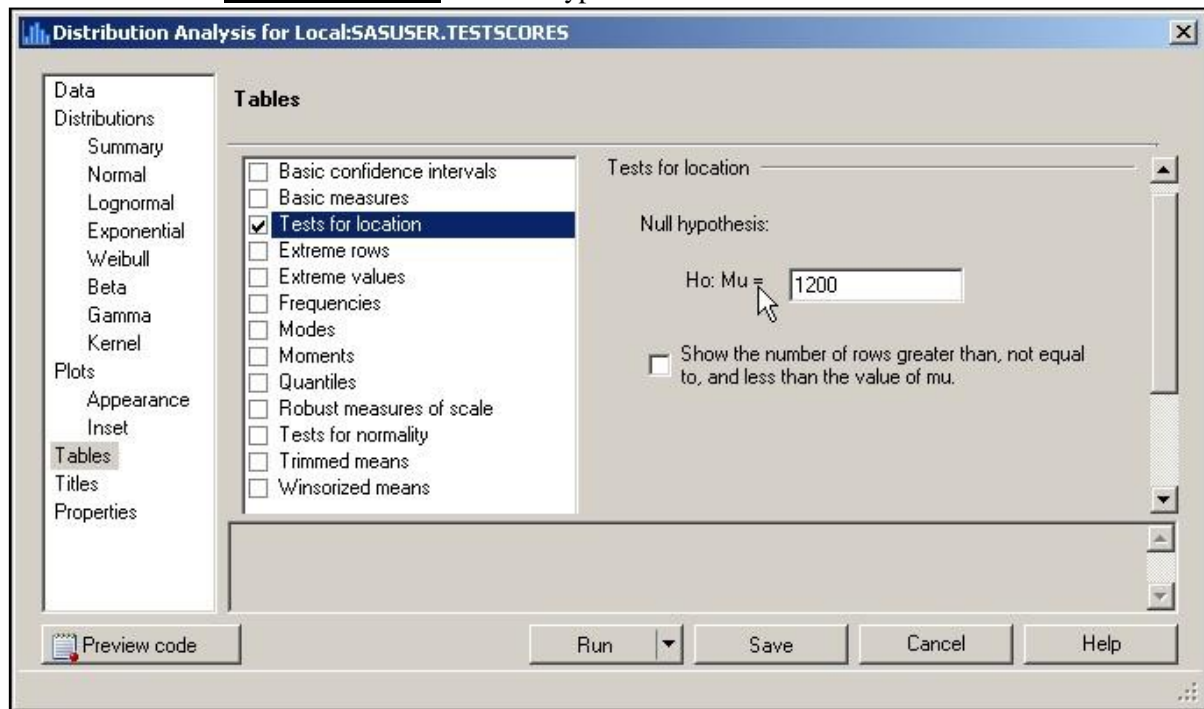 Distribution Analysis for Local:SASUSER.TESTSCORES
Data
Distributions
Summary
Normal
Lognormal
Exponential
Weibull
Beta
Gamma
Kernel
Plots
Appearance
Inset
Tables
Titles
Properties
Tables
Basic confidence intervals
Basic measures
Tests for location
Extreme rows
Extreme values
Frequencies
Modes
Moments
Quantiles
Robust measures of scale
Tests for normality
Trimmed means
Winsorized means
Tests for location
Null hypothesis:
Ho: Mu = 1200
Show the number of rows greater than, not equal
to, and less than the value of mu.
Preview code
Run
Save
Cancel
Help